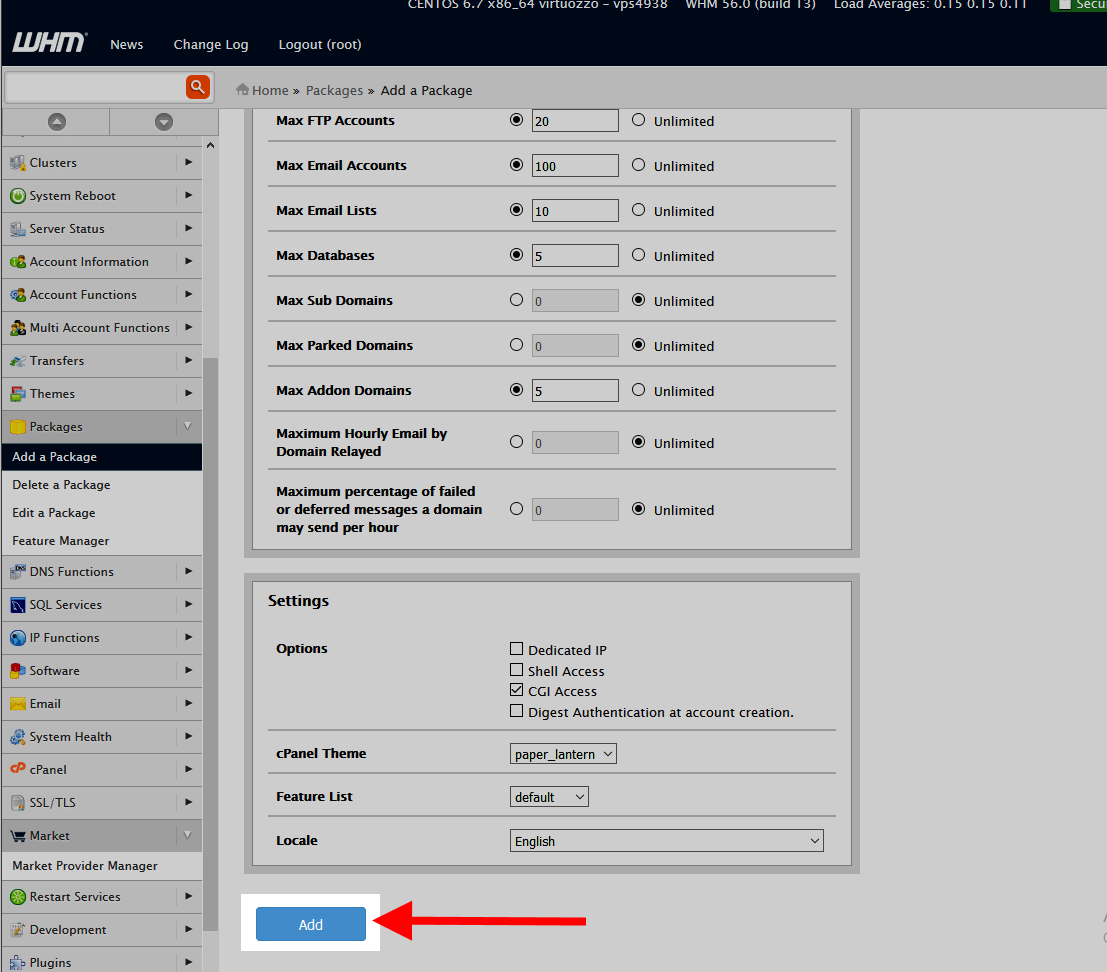 CENTOS 6.7 x86_64 virtuozzo – vps4938 WHM 56.0 (build 13) Load Averages: 0.15 0.15 0.11
WHM
News Change Log Logout (root)
Home » Packages » Add a Package
Clusters
System Reboot
Server Status
Account Information
Account Functions
Multi Account Functions
Transfers
Themes
Packages
Add a Package
Delete a Package
Edit a Package
Feature Manager
DNS Functions
SQL Services
IP Functions
Software
Email
System Health
cPanel
SSL/TLS
Market
Market Provider Manager
Restart Services
Development
Plugins
Max FTP Accounts 20 Unlimited
Max Email Accounts 100 Unlimited
Max Email Lists 10 Unlimited
Max Databases 5 Unlimited
Max Sub Domains 0 Unlimited
Max Parked Domains 0 Unlimited
Max Addon Domains 5 Unlimited
Maximum Hourly Email by
Domain Relayed 0 Unlimited
Maximum percentage of failed
or deferred messages a domain 0 Unlimited
may send per hour
Settings
Options
Dedicated IP
Shell Access
CGI Access
Digest Authentication at account creation.
cPanel Theme paper_lantern
Feature List default
Locale English
Add